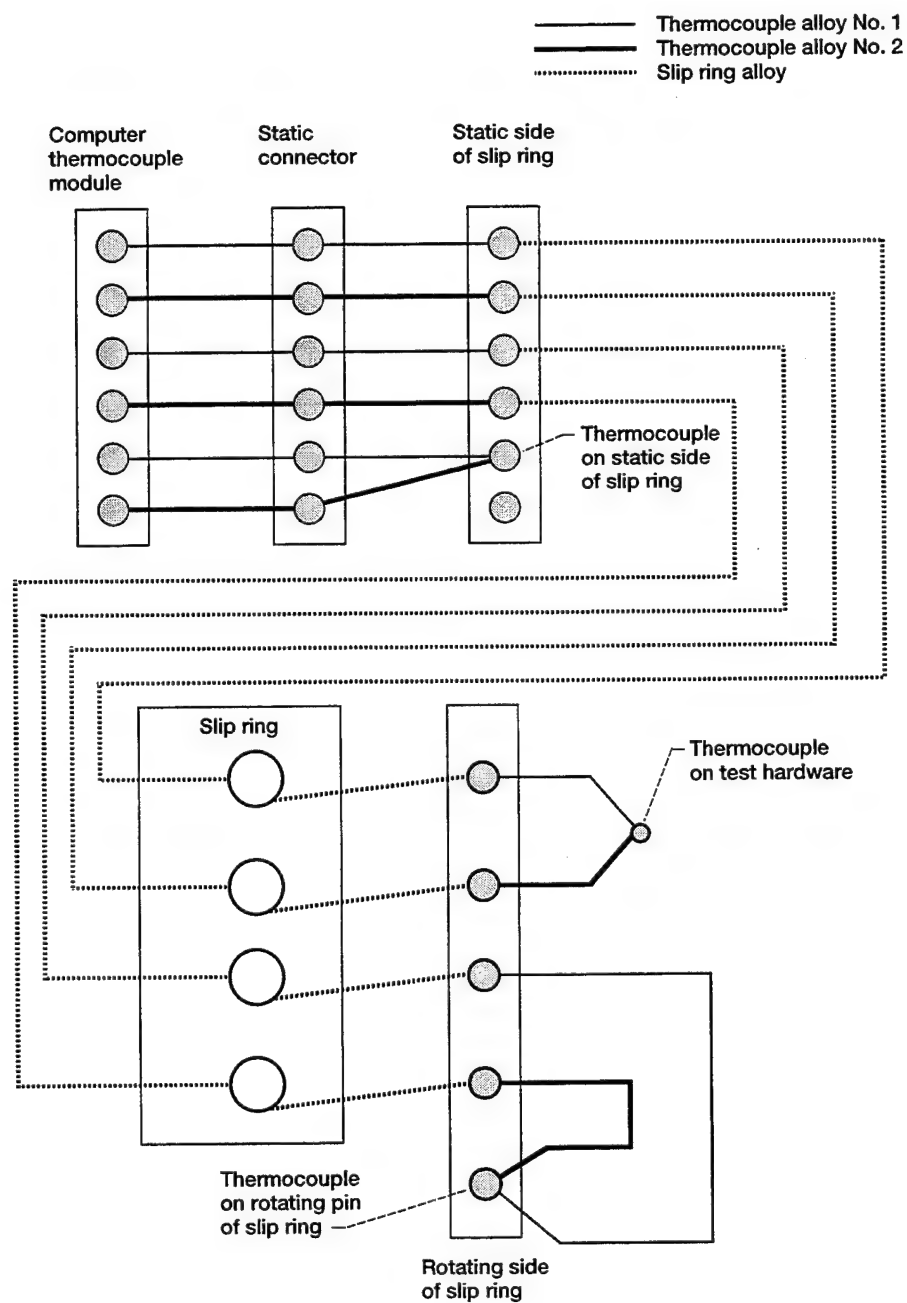 Thermocouple alloy No. 1
Thermocouple alloy No. 2
Slip ring alloy
Computer
thermocouple
module
Static
connector
Static side
of slip ring
Thermocouple
on static side
of slip ring
Slip ring
Thermocouple
on test hardware
Thermocouple
on rotating pin
of slip ring
Rotating side
of slip ring